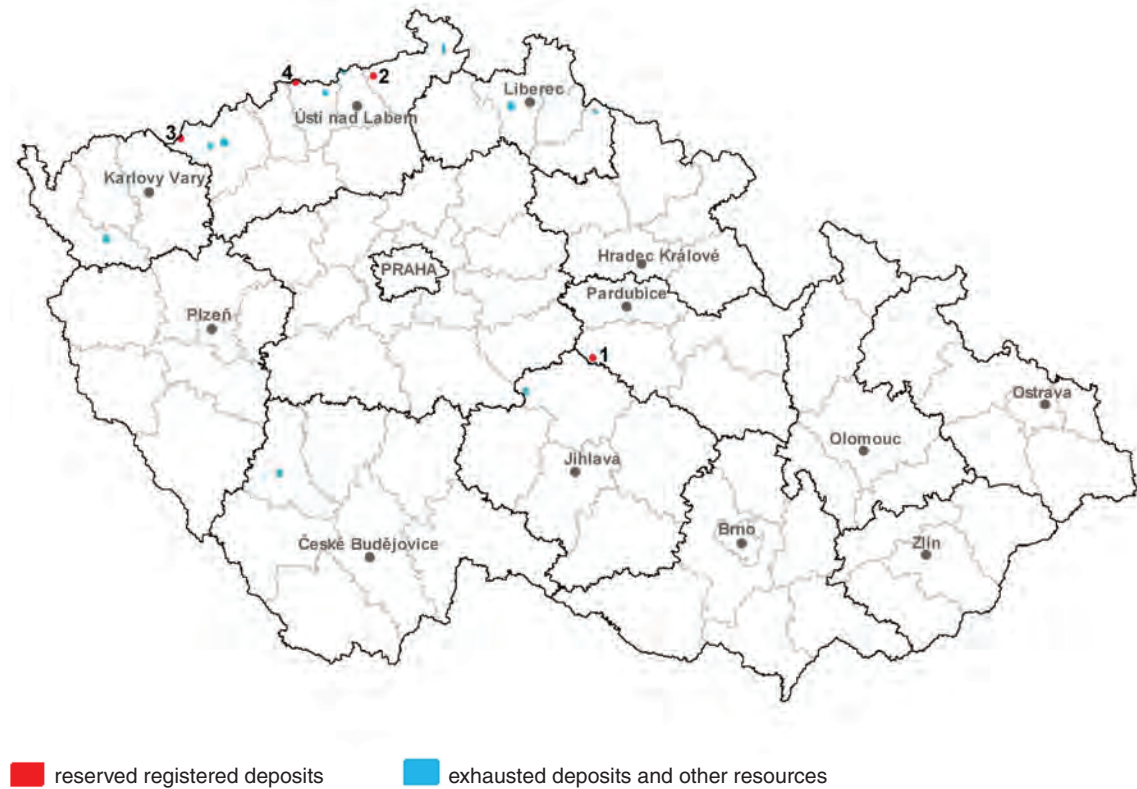 4
2
Liberec
Ústí nad Labem
3
Karlovy Vary
Hradec Králové
PRAHA
Pardubice
Plzeň
1
Ostrava
Olomouc
Jihlava
Brno
Zlín
České Budějovice
reserved registered deposits
exhausted deposits and other resources